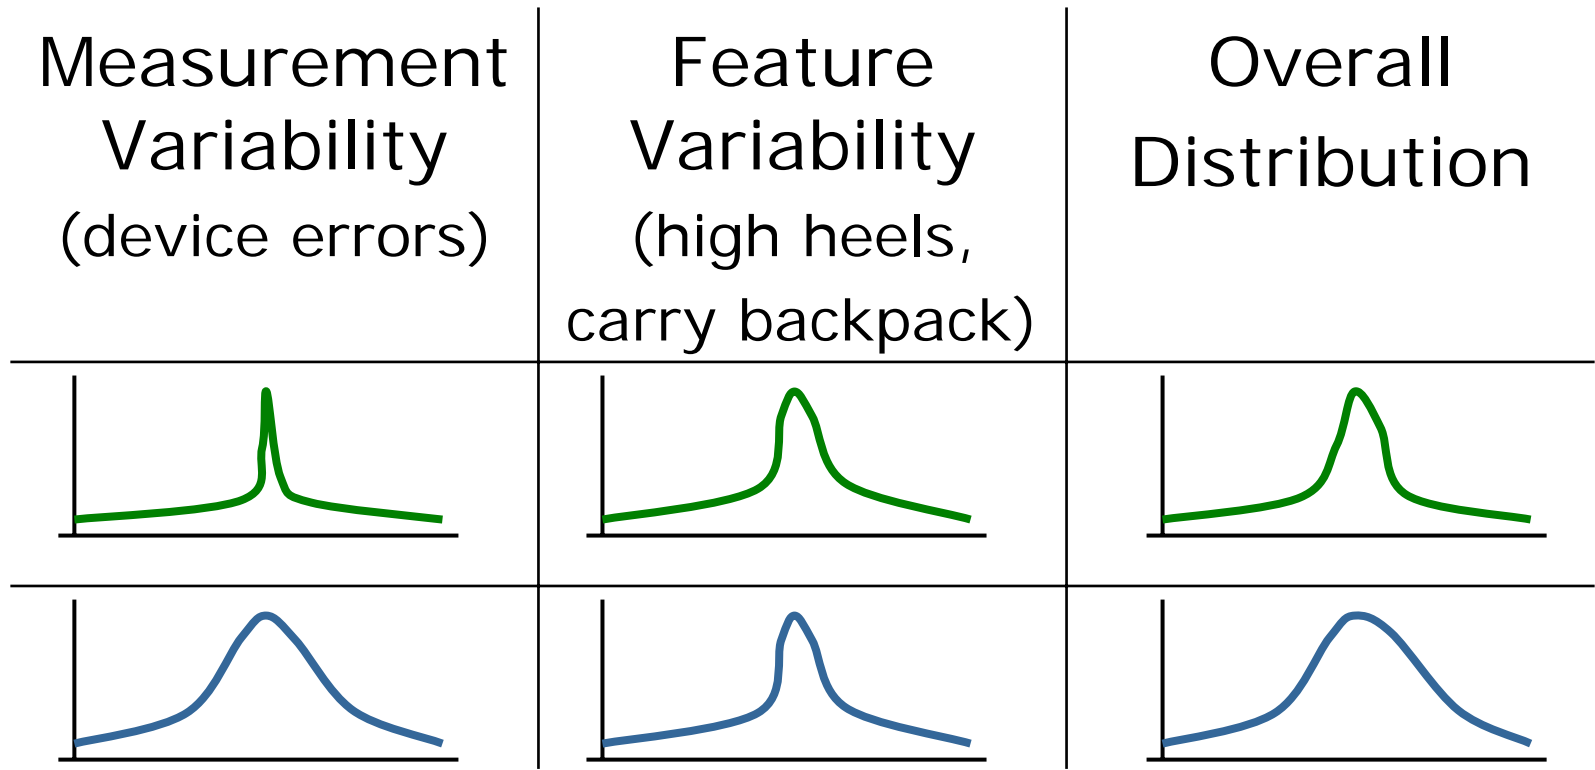 Measurement
Variability
(device errors)
Feature
Variability
(high heels,
carry backpack)
Overall
Distribution